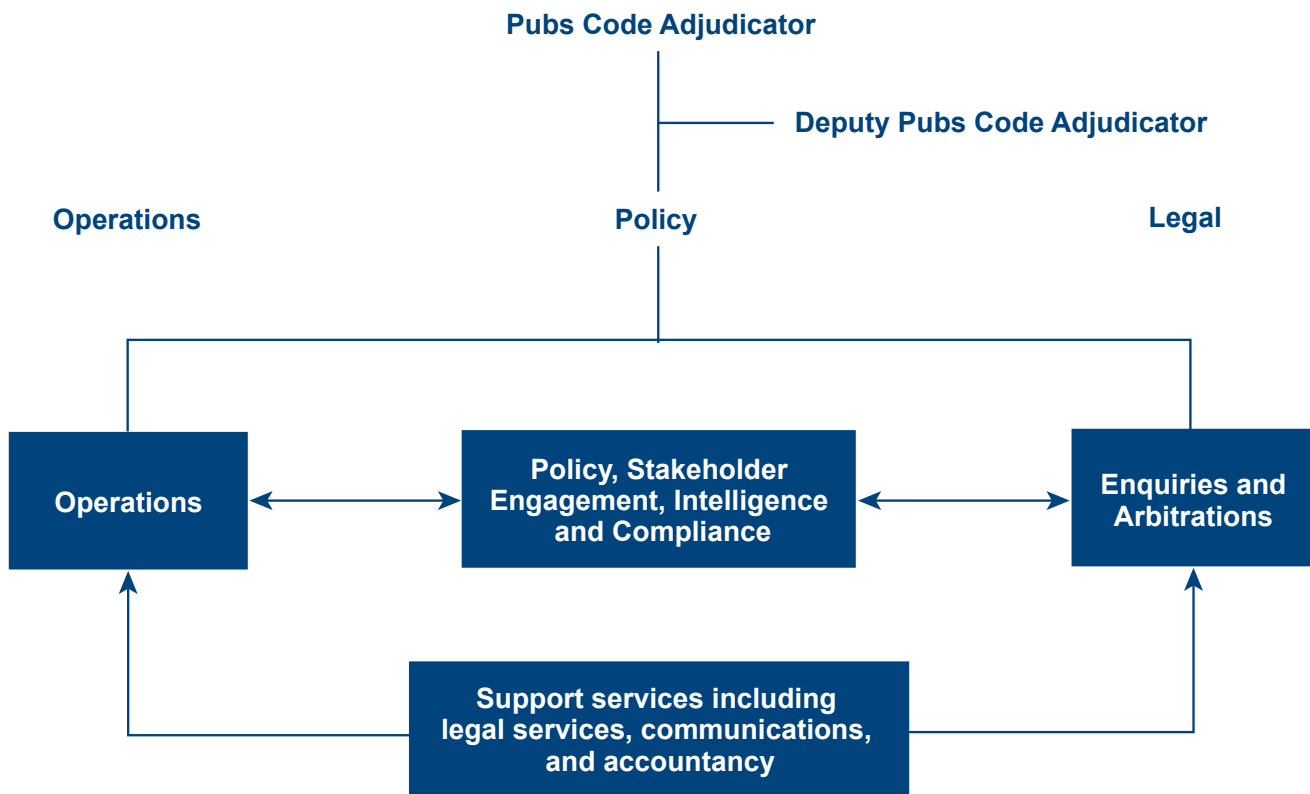 Pubs Code Adjudicator
Deputy Pubs Code Adjudicator
Operations
Policy
Legal
Operations
Policy, Stakeholder
Engagement, Intelligence
and Compliance
Enquiries and
Arbitrations
Support services including
legal services, communications,
and accountancy